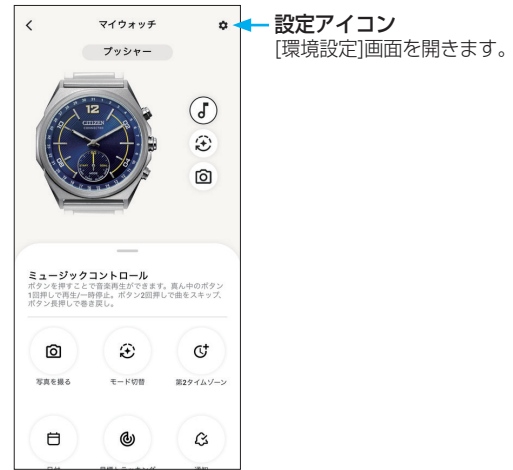 マイウォッチ
設定アイコン
[環境設定]画面を開きます。
プッシャー
12
CITIZEN
ミュージックコントロール
ボタンを押すことで音楽再生ができます。真ん中のボタン
1回押しで再生/一時停止。ボタン2回押しで曲をスキップ、
ボタン長押しで巻き戻し。
写真を撮る
モード切替
第2タイムゾーン